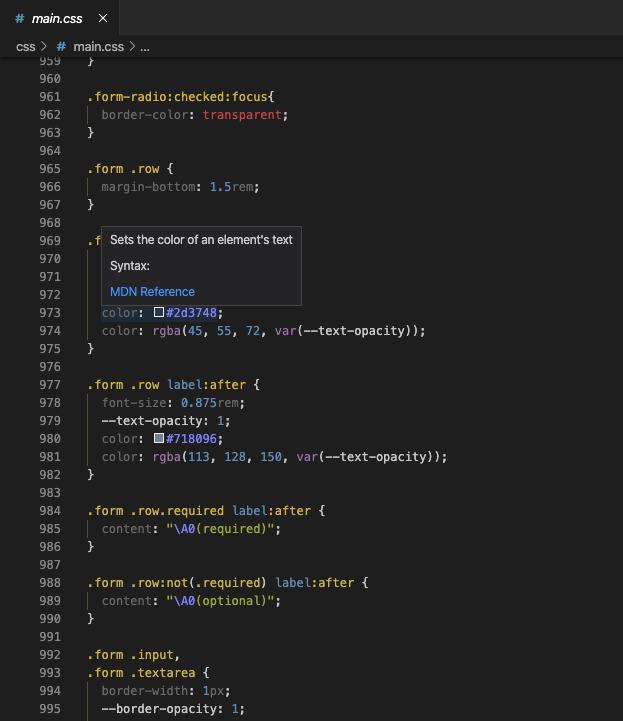 # main.css ×
css > # main.css > ...
959 }
960
961 .form-radio:checked:focus{
962 border-color: transparent;
963 }
964
965 .form .row {
966 margin-bottom: 1.5rem;
967 }
968
969 .f
Sets the color of an element's text
970
Syntax:
971
MDN Reference
972
973 color: #2d3748;
974 color: rgba(45, 55, 72, var(--text-opacity));
975 }
976
977 .form .row label:after {
978 font-size: 0.875rem;
979 --text-opacity: 1;
980 color: #718096;
981 color: rgba(113, 128, 150, var(--text-opacity));
982 }
983
984 .form .row.required label:after {
985 content: "\A0(required)";
986 }
987
988 .form .row:not(.required) label:after {
989 content: "\A0(optional)";
990 }
991
992 .form .input,
993 .form .textarea {
994 border-width: 1px;
995 --border-opacity: 1;